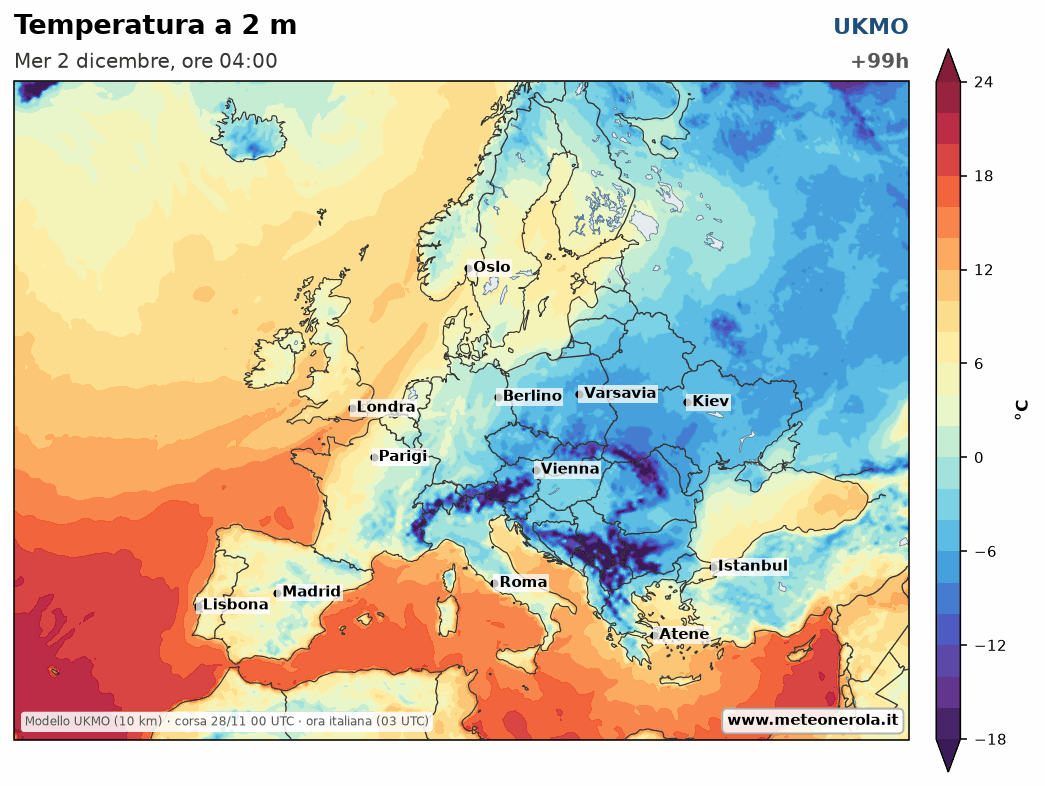 Temperatura a 2 m
UKMO
Mer 2 dicembre, ore 04:00
+99h
24
18
12
6
0
−6
−12
−18
°C
Oslo
Londra
Berlino
Varsavia
Kiev
Parigi
Vienna
Istanbul
Roma
Madrid
Lisbona
Atene
Modello UKMO (10 km) · corsa 28/11 00 UTC · ora italiana (03 UTC)
www.meteonerola.it